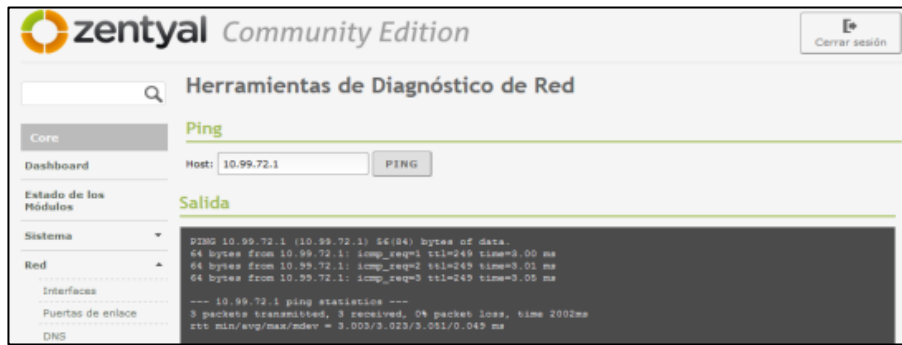 zentyal Community Edition
Cerrar sesión
Herramientas de Diagnóstico de Red
Core
Dashboard
Estado de los
Módulos
Sistema
Red
Interfaces
Puertas de enlace
DNS
Ping
Host: 10.99.72.1 PING
Salida
PING 10.99.72.1 (10.99.72.1) 56(84) bytes of data.
64 bytes from 10.99.72.1: icmp_req=1 ttl=249 time=3.00 ms
64 bytes from 10.99.72.1: icmp_req=2 ttl=249 time=3.01 ms
64 bytes from 10.99.72.1: icmp_req=3 ttl=249 time=3.05 ms
--- 10.99.72.1 ping statistics ---
3 packets transmitted, 3 received, 0% packet loss, time 2002ms
rtt min/avg/max/mdev = 3.003/3.023/3.051/0.049 ms